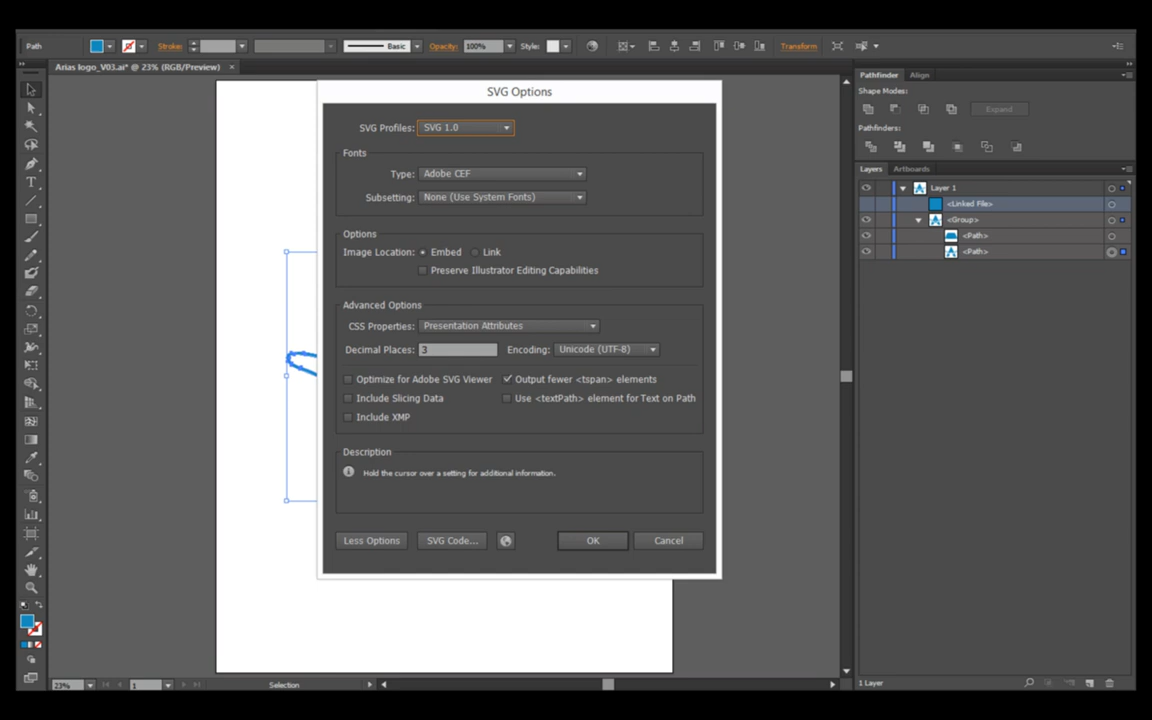 Path
Stroke:
Basic
Opacity:
100%
Style:
Transform
Arias logo_V03.ai* @ 23% (RGB/Preview) ×
SVG Options
SVG Profiles: SVG 1.0
Fonts
Type: Adobe CEF
Subsetting: None (Use System Fonts)
Options
Image Location: Embed Link
Preserve Illustrator Editing Capabilities
Advanced Options
CSS Properties: Presentation Attributes
Decimal Places: 3 Encoding: Unicode (UTF-8)
Optimize for Adobe SVG Viewer
Output fewer <tspan> elements
Include Slicing Data
Use <textPath> element for Text on Path
Include XMP
Description
Hold the cursor over a setting for additional information.
Less Options
SVG Code...
OK
Cancel
Pathfinder Align
Shape Modes:
Expand
Pathfinders:
Layers Artboards
Layer 1
<Linked File>
<Group>
<Path>
<Path>
23%
1
Selection
1 Layer